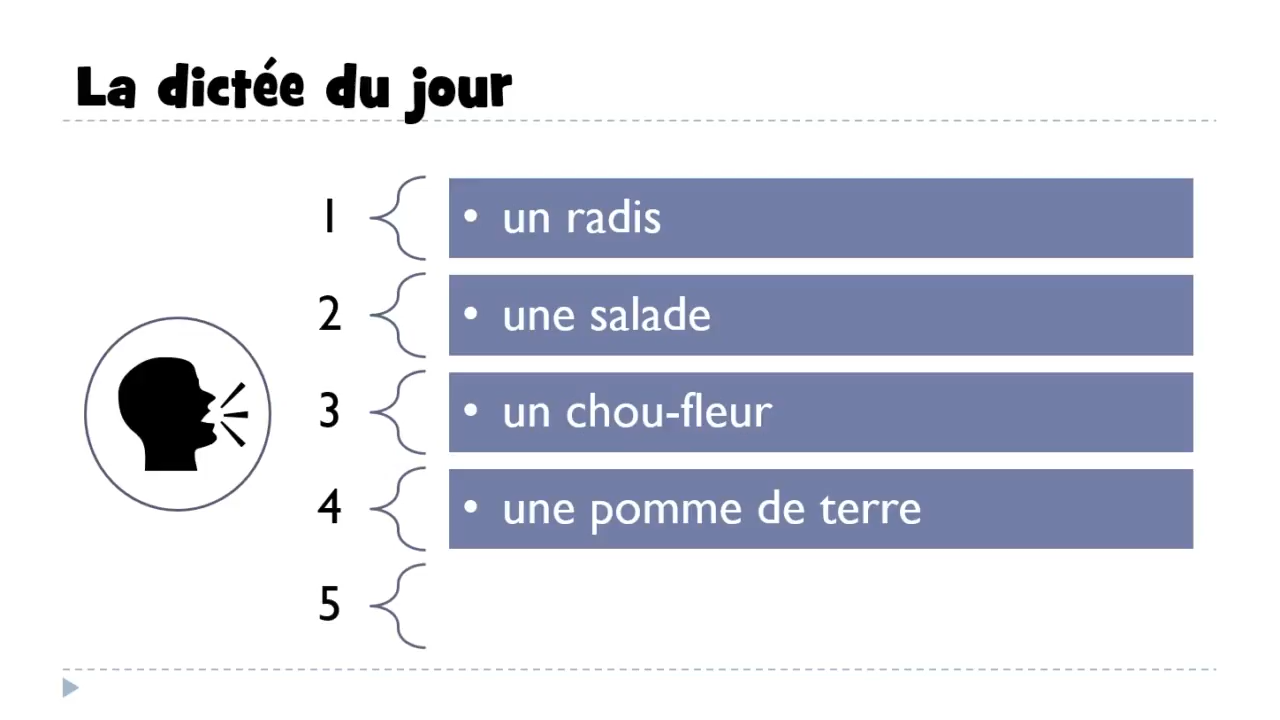 La dictée du jour
1
• un radis
2
• une salade
3
• un chou-fleur
4
• une pomme de terre
5